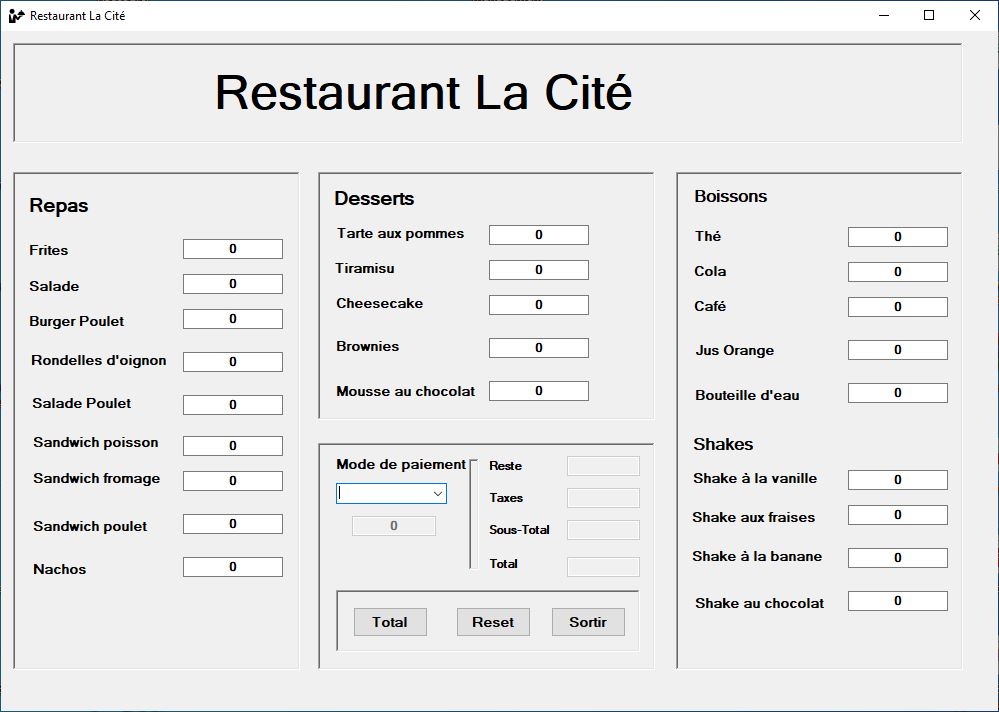 Restaurant La Cité
Restaurant La Cité
Repas
Frites 0
Salade 0
Burger Poulet 0
Rondelles d'oignon 0
Salade Poulet 0
Sandwich poisson 0
Sandwich fromage 0
Sandwich poulet 0
Nachos 0
Desserts
Tarte aux pommes 0
Tiramisu 0
Cheesecake 0
Brownies 0
Mousse au chocolat 0
Mode de paiement
0
Reste
Taxes
Sous-Total
Total
Total Reset Sortir
Boissons
Thé 0
Cola 0
Café 0
Jus Orange 0
Bouteille d'eau 0
Shakes
Shake à la vanille 0
Shake aux fraises 0
Shake à la banane 0
Shake au chocolat 0